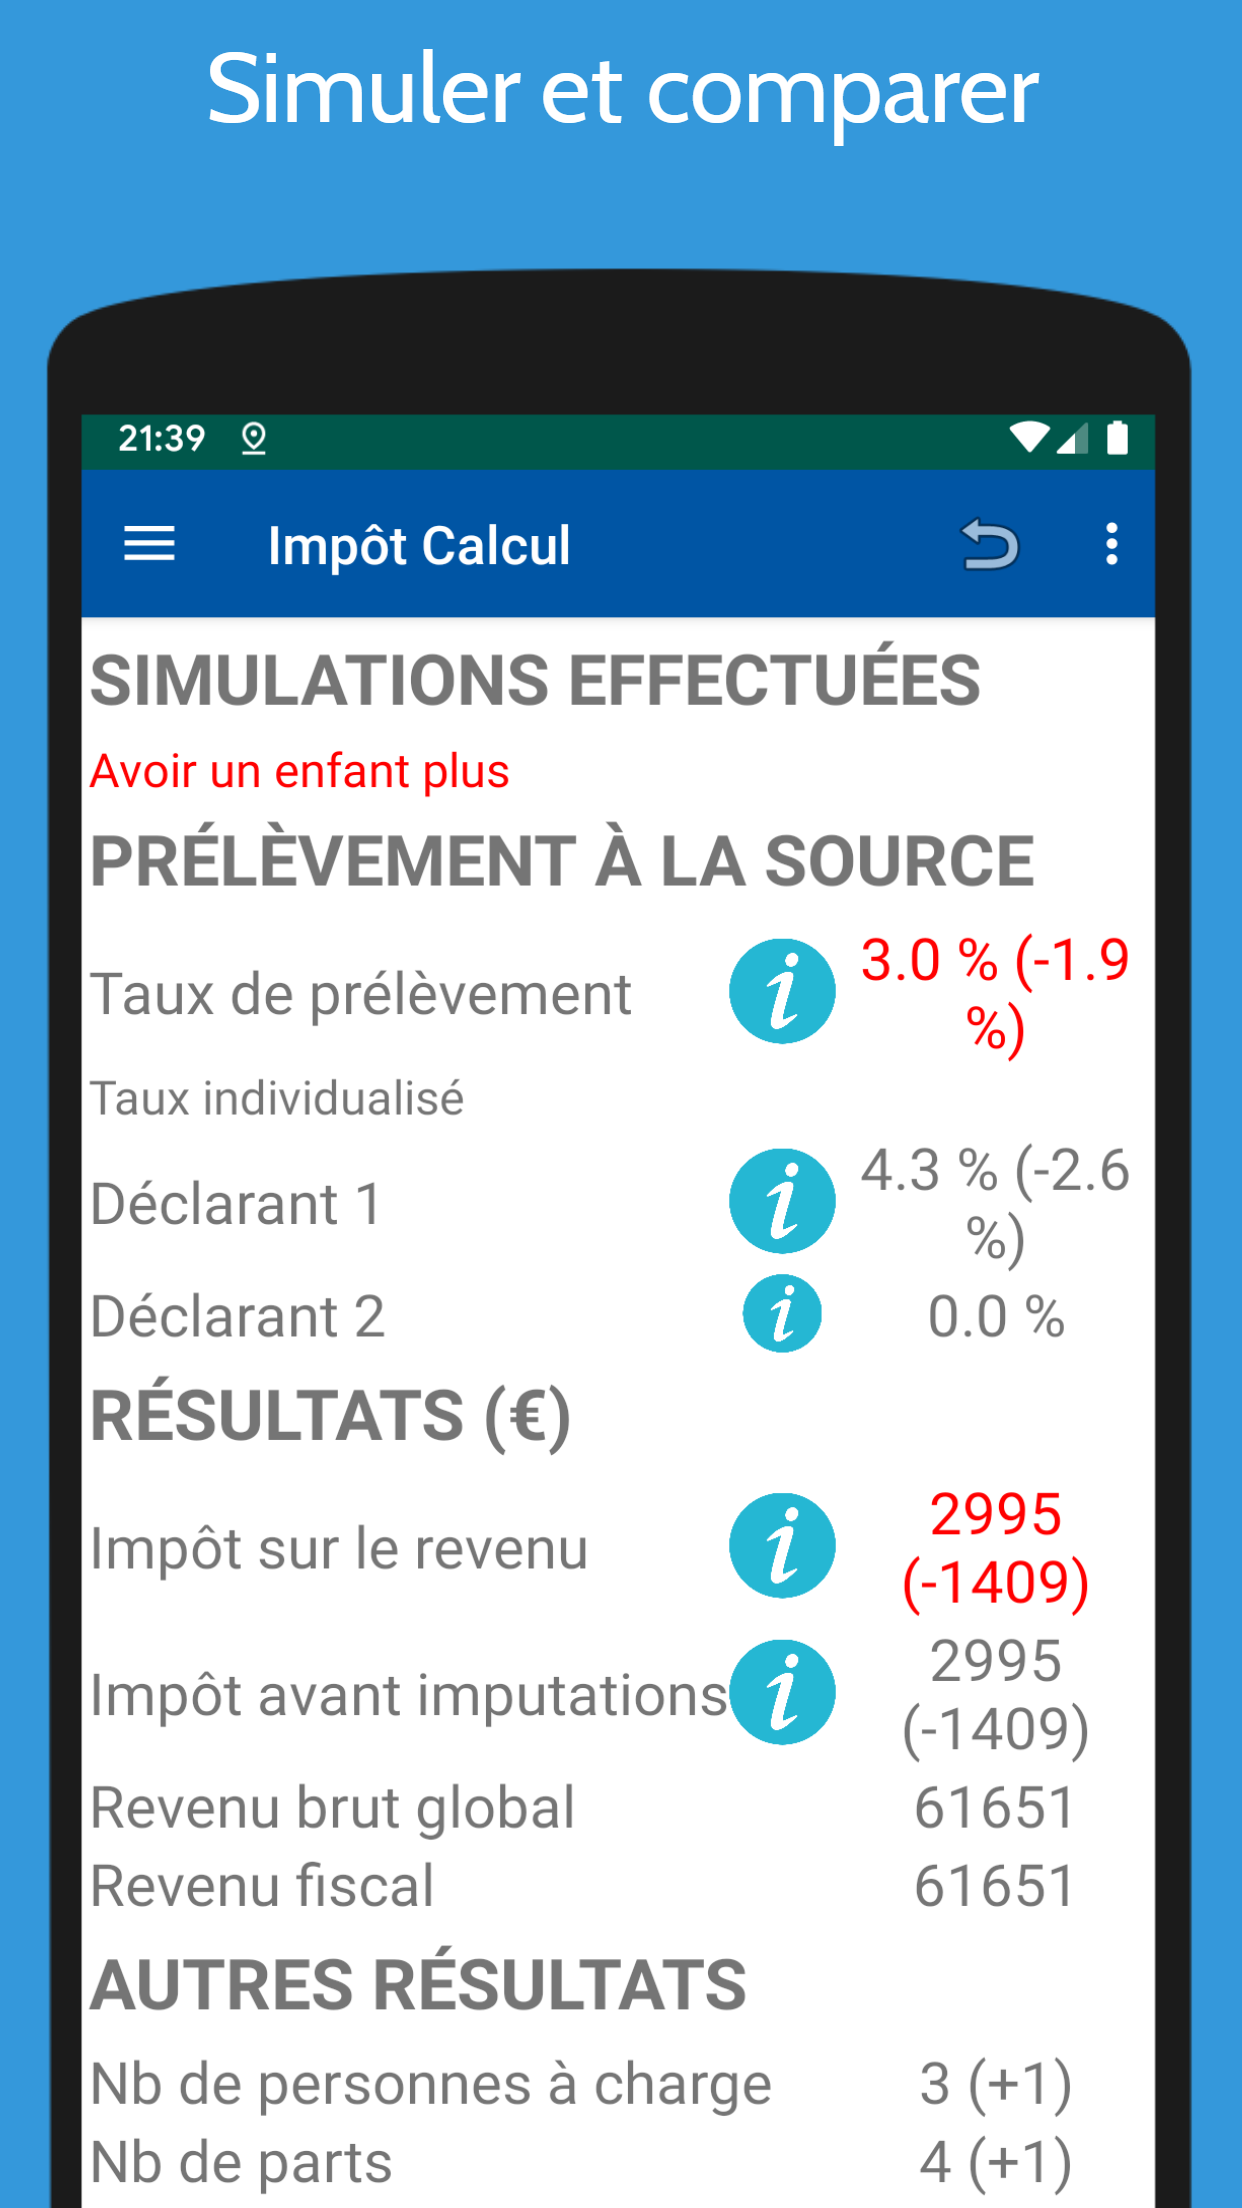 Simuler et comparer
21:39
Impôt Calcul
SIMULATIONS EFFECTUÉES
Avoir un enfant plus
PRÉLÈVEMENT À LA SOURCE
Taux de prélèvement 3.0 % (-1.9
%)
Taux individualisé
Déclarant 1 4.3 % (-2.6
%)
Déclarant 2 0.0 %
RÉSULTATS (€)
Impôt sur le revenu 2995
(-1409)
Impôt avant imputations 2995
(-1409)
Revenu brut global 61651
Revenu fiscal 61651
AUTRES RÉSULTATS
Nb de personnes à charge 3 (+1)
Nb de parts 4 (+1)